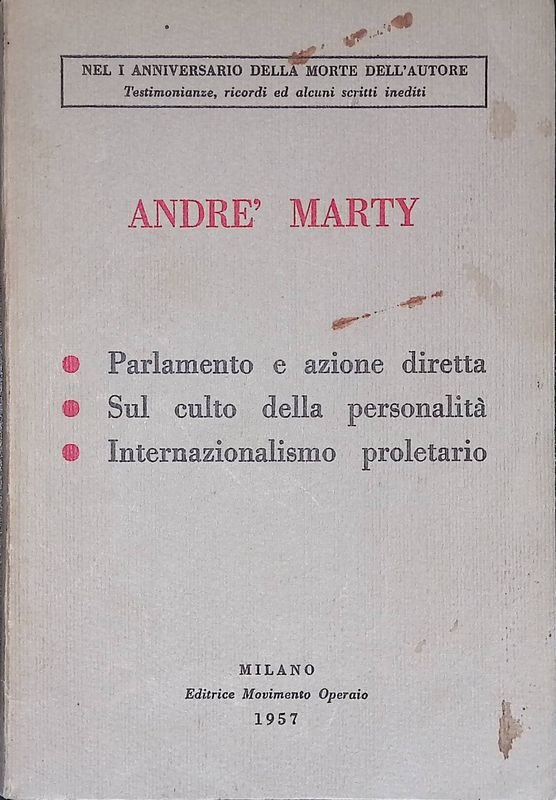 NEL I ANNIVERSARIO DELLA MORTE DELL'AUTORE
Testimonianze, ricordi ed alcuni scritti inediti
ANDRE' MARTY
Parlamento e azione diretta
Sul culto della personalità
Internazionalismo proletario
MILANO
Editrice Movimento Operaio
1957